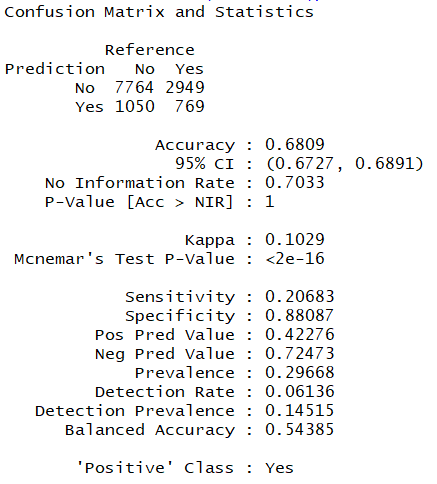 Confusion Matrix and Statistics
Reference
Prediction No Yes
No 7764 2949
Yes 1050 769
Accuracy : 0.6809
95% CI : (0.6727, 0.6891)
No Information Rate : 0.7033
P-Value [Acc > NIR] : 1
Kappa : 0.1029
Mcnemar's Test P-Value : <2e-16
Sensitivity : 0.20683
Specificity : 0.88087
Pos Pred Value : 0.42276
Neg Pred Value : 0.72473
Prevalence : 0.29668
Detection Rate : 0.06136
Detection Prevalence : 0.14515
Balanced Accuracy : 0.54385
'Positive' Class : Yes